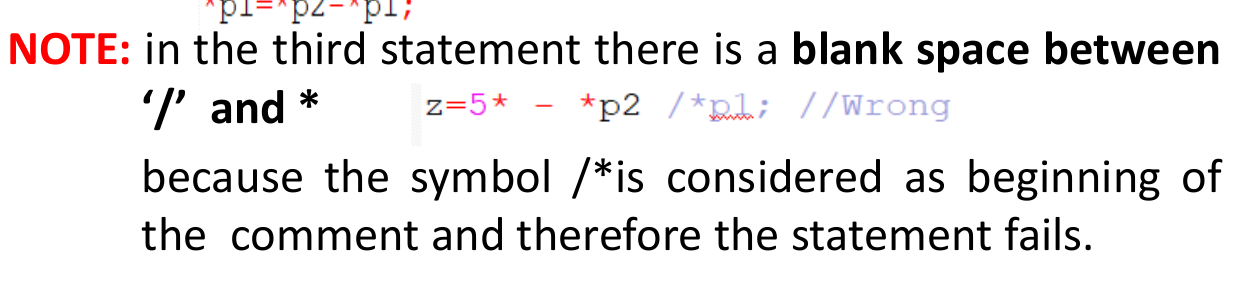 *p1=*p2-*p1;
NOTE: in the third statement there is a blank space between
‘/’ and * z=5* - *p2 /*p1; //Wrong
because the symbol /*is considered as beginning of
the comment and therefore the statement fails.